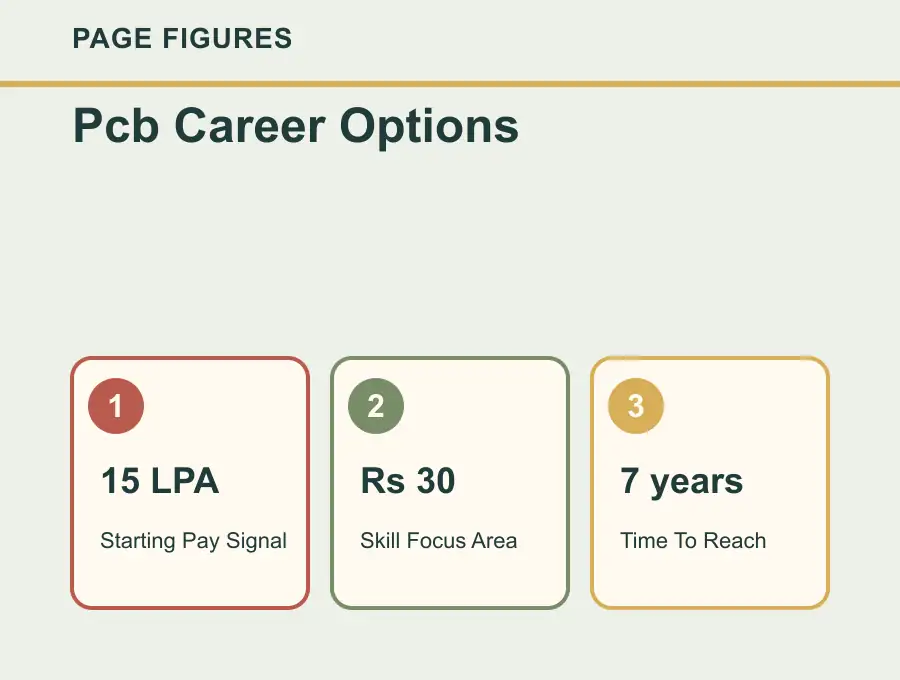 PAGE FIGURES
Pcb Career Options
1
15 LPA
Starting Pay Signal
2
Rs 30
Skill Focus Area
3
7 years
Time To Reach